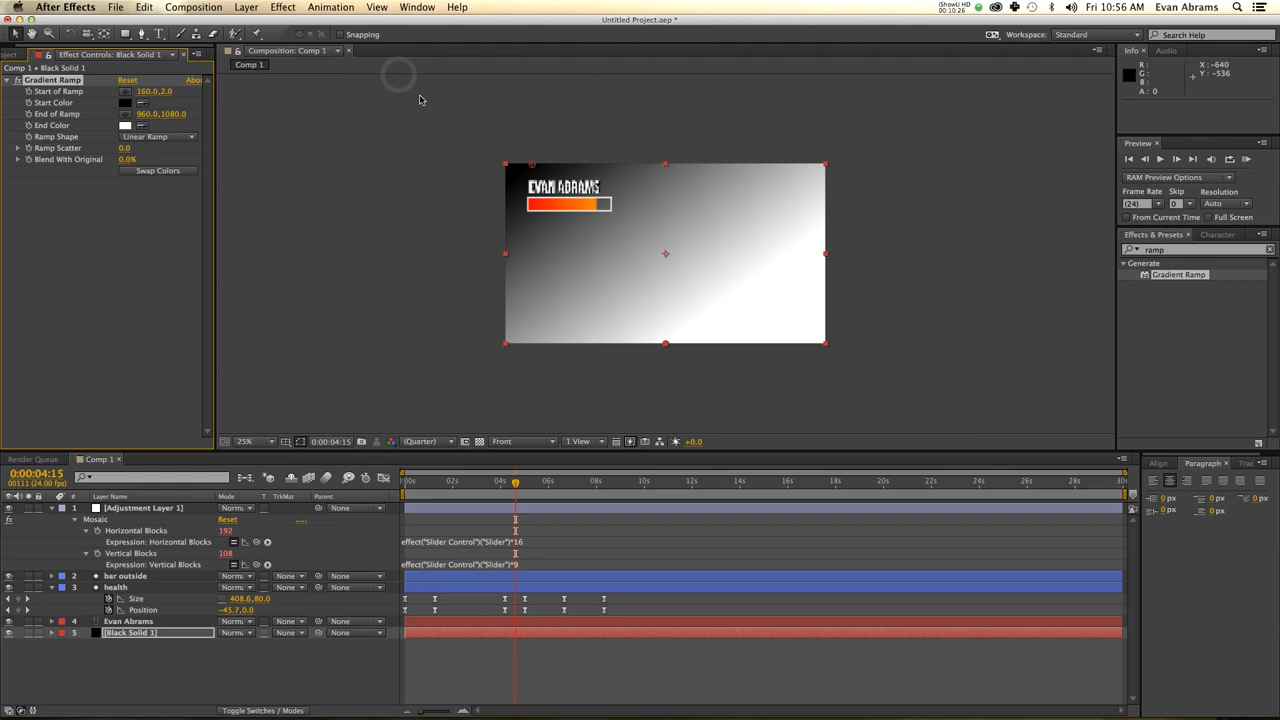 After Effects File Edit Composition Layer Effect Animation View Window Help
iShowU HD
00:10:26
Fri 10:56 AM Evan Abrams
Untitled Project.aep *
Snapping
Workspace: Standard
Search Help
Effect Controls: Black Solid 1
Comp 1 • Black Solid 1
Gradient Ramp Reset Abou
Start of Ramp 160.0,2.0
Start Color
End of Ramp 960.0,1080.0
End Color
Ramp Shape Linear Ramp
Ramp Scatter 0.0
Blend With Original 0.0%
Swap Colors
Composition: Comp 1
Comp 1
EVAN ABRAMS
25% 0:00:04:15 (Quarter) Front 1 View +0.0
Info Audio
R: X: -640
G: Y: -536
B:
A: 0
Preview
RAM Preview Options
Frame Rate Skip Resolution
(24) 0 Auto
From Current Time Full Screen
Effects & Presets Character
ramp
Generate
Gradient Ramp
Render Queue Comp 1
0:00:04:15
00111 (24.00 fps)
# Layer Name Mode T TrkMat Parent
:00s 02s 04s 06s 08s 10s 12s 14s 16s 18s 20s 22s 24s 26s 28s 30s
1 [Adjustment Layer 1] Norm. None
Mosaic Reset .....
Horizontal Blocks 192
Expression: Horizontal Blocks effect("Slider Control")("Slider")*16
Vertical Blocks 108
Expression: Vertical Blocks effect("Slider Control")("Slider")*9
2 bar outside Norm. None None
3 health Norm. None None
Size 408.6,80.0
Position -45.7,0.0
4 Evan Abrams Norm. None None
5 [Black Solid 1] Norm. None None
Toggle Switches / Modes
Align Paragraph Trac
0 px 0 px 0 px
0 px 0 px